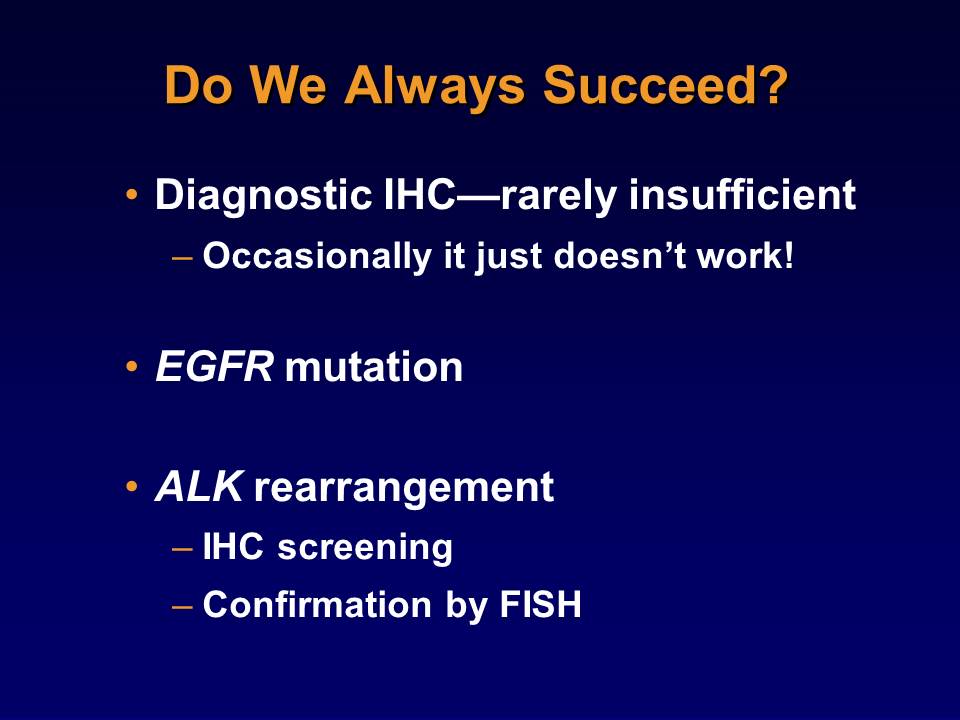 Do We Always Succeed?
• Diagnostic IHC—rarely insufficient
– Occasionally it just doesn’t work!
• EGFR mutation
• ALK rearrangement
– IHC screening
– Confirmation by FISH